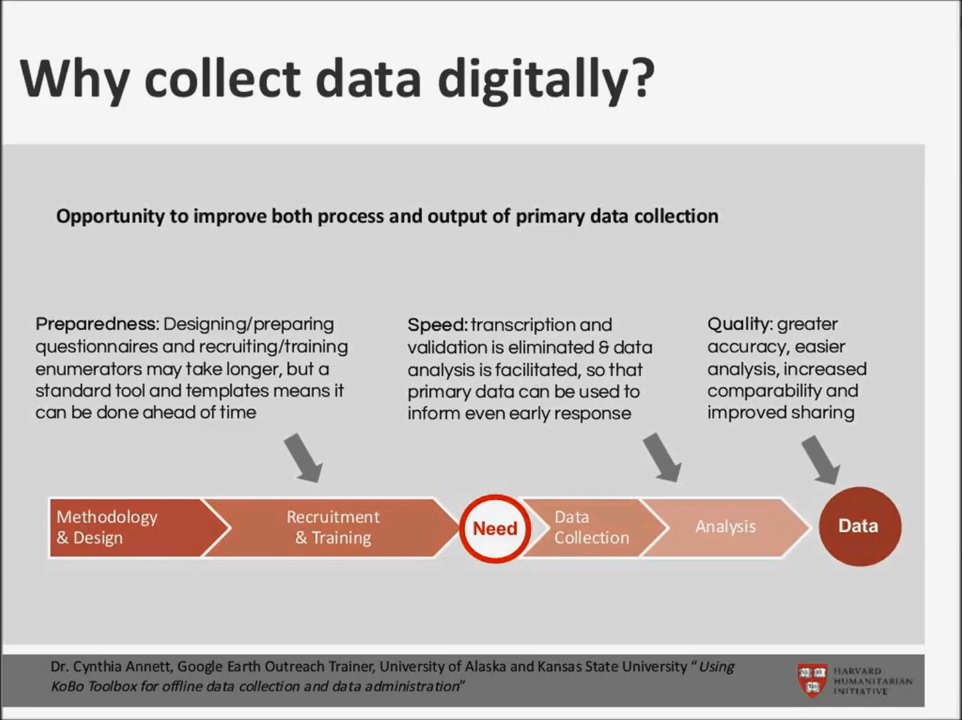 Why collect data digitally?
Opportunity to improve both process and output of primary data collection
Preparedness: Designing/preparing
questionnaires and recruiting/training
enumerators may take longer, but a
standard tool and templates means it
can be done ahead of time
Speed: transcription and
validation is eliminated & data
analysis is facilitated, so that
primary data can be used to
inform even early response
Quality: greater
accuracy, easier
analysis, increased
comparability and
improved sharing
Methodology
& Design
Recruitment
& Training
Need
Data
Collection
Analysis
Data
Dr. Cynthia Annett, Google Earth Outreach Trainer, University of Alaska and Kansas State University “Using
KoBo Toolbox for offline data collection and data administration”
HARVARD
HUMANITARIAN
INITIATIVE